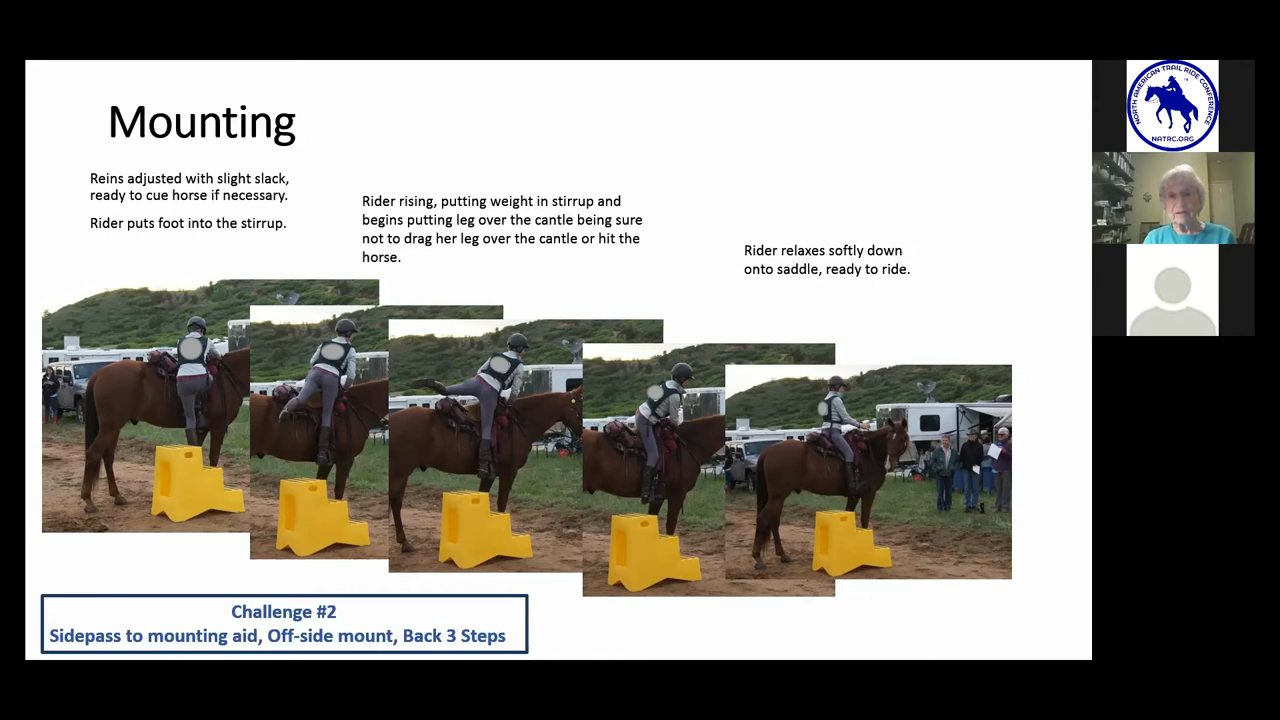 Mounting
Reins adjusted with slight slack,
ready to cue horse if necessary.
Rider puts foot into the stirrup.
Rider rising, putting weight in stirrup and
begins putting leg over the cantle being sure
not to drag her leg over the cantle or hit the
horse.
Rider relaxes softly down
onto saddle, ready to ride.
Challenge #2
Sidepass to mounting aid, Off-side mount, Back 3 Steps
NORTH AMERICAN TRAIL RIDE CONFERENCE
NATRC.ORG